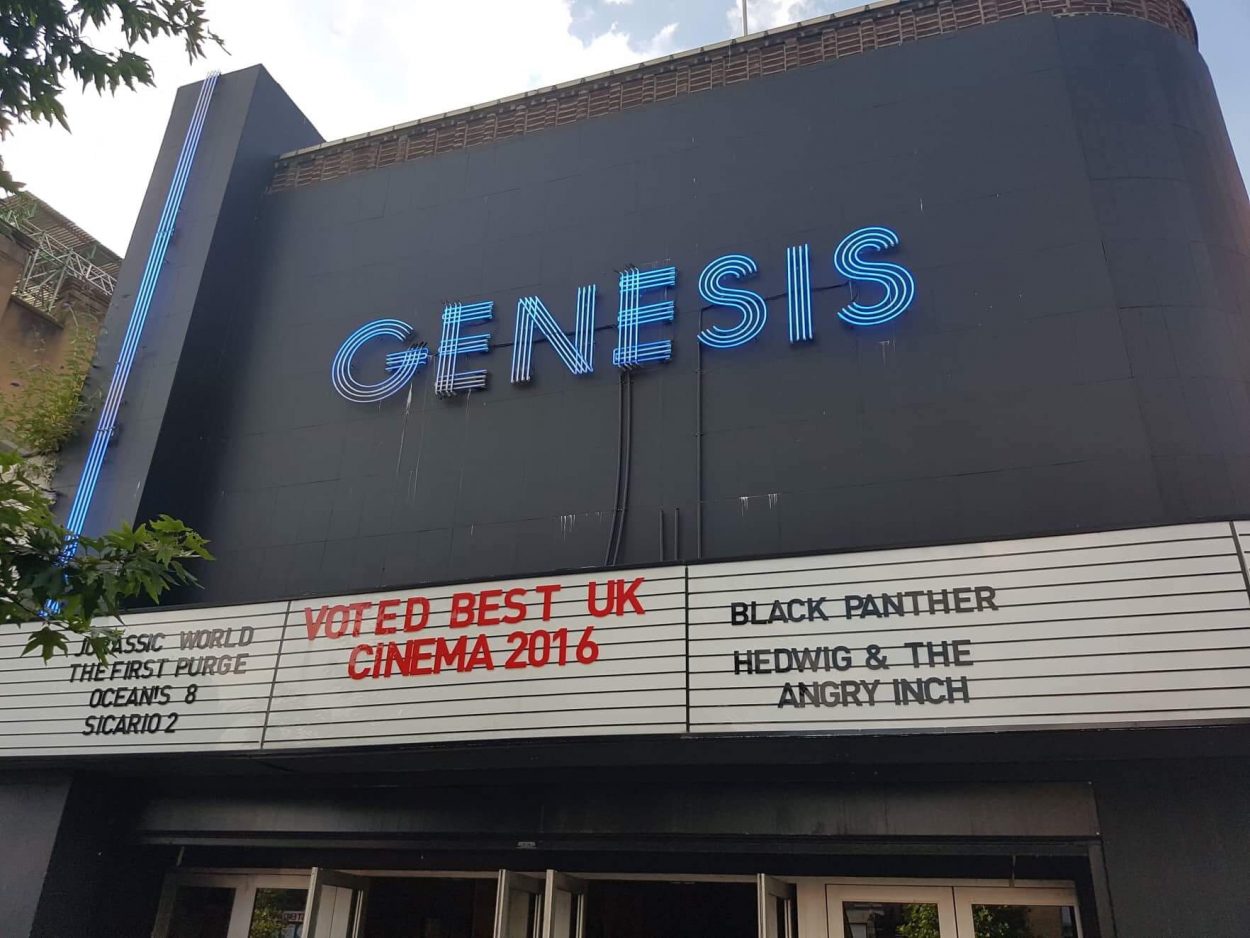 GENESIS
JURASSIC WORLD
THE FIRST PURGE
OCEAN'S 8
SICARIO 2
VOTED BEST UK
CINEMA 2016
BLACK PANTHER
HEDWIG & THE
ANGRY INCH